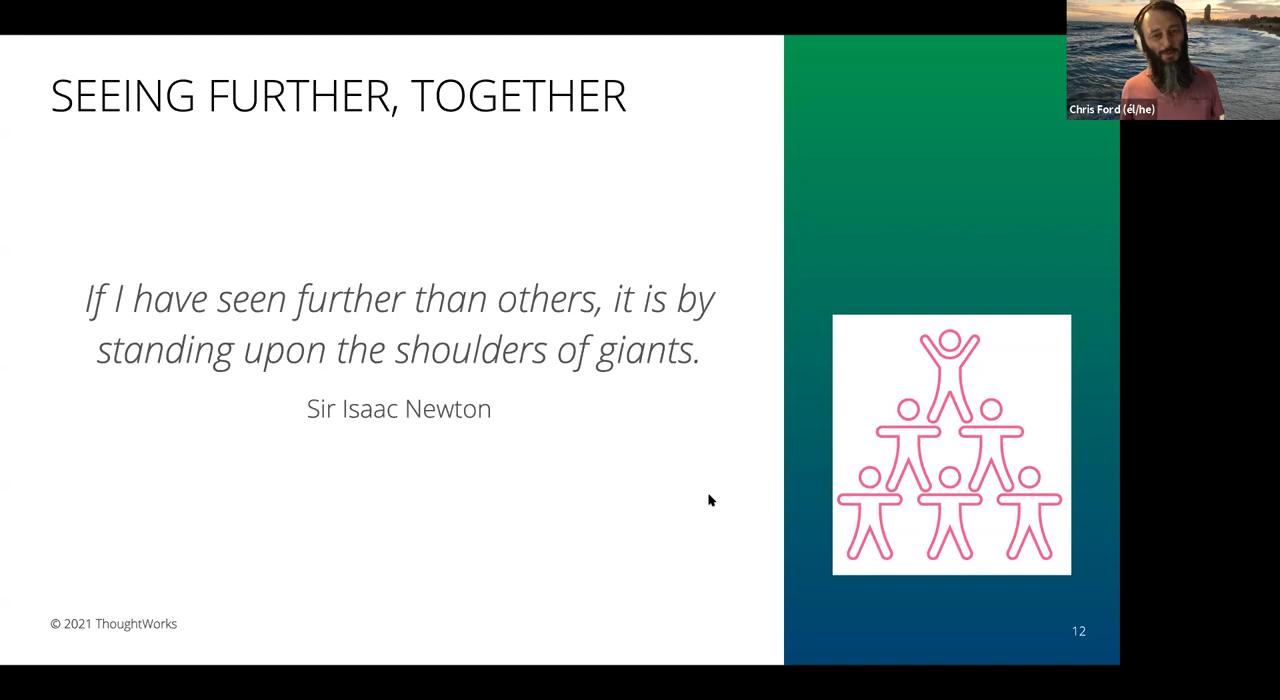 SEEING FURTHER, TOGETHER
Chris Ford (él/he)
If I have seen further than others, it is by
standing upon the shoulders of giants.
Sir Isaac Newton
© 2021 ThoughtWorks
12